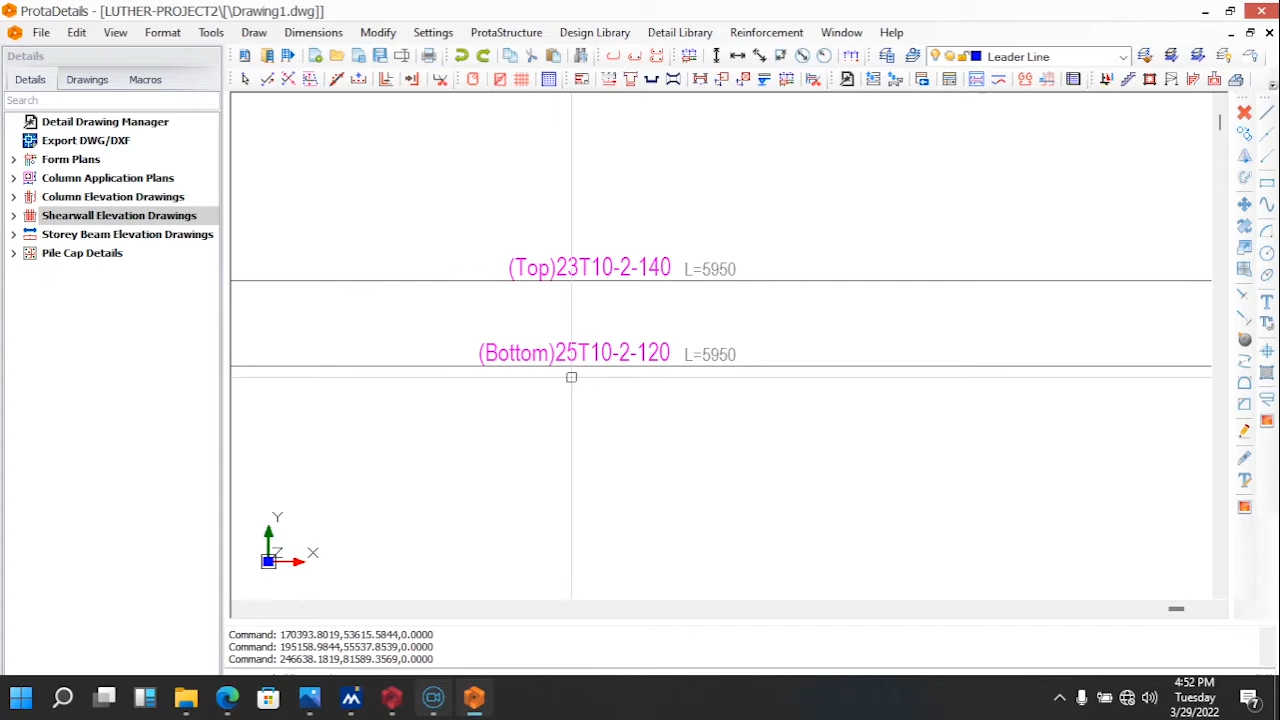 ProtaDetails - [LUTHER-PROJECT2\[\Drawing1.dwg]]
File Edit View Format Tools Draw Dimensions Modify Settings ProtaStructure Design Library Detail Library Reinforcement Window Help
Details
Leader Line
Details Drawings Macros
Search
Detail Drawing Manager
Export DWG/DXF
Form Plans
Column Application Plans
Column Elevation Drawings
Shearwall Elevation Drawings
Storey Beam Elevation Drawings
Pile Cap Details
(Top)23T10-2-140 L=5950
(Bottom)25T10-2-120 L=5950
Y
Z X
Command: 170393.8019,53615.5844,0.0000
Command: 195158.9844,55537.8539,0.0000
Command: 246638.1819,81589.3569,0.0000
4:52 PM
Tuesday
3/29/2022
7